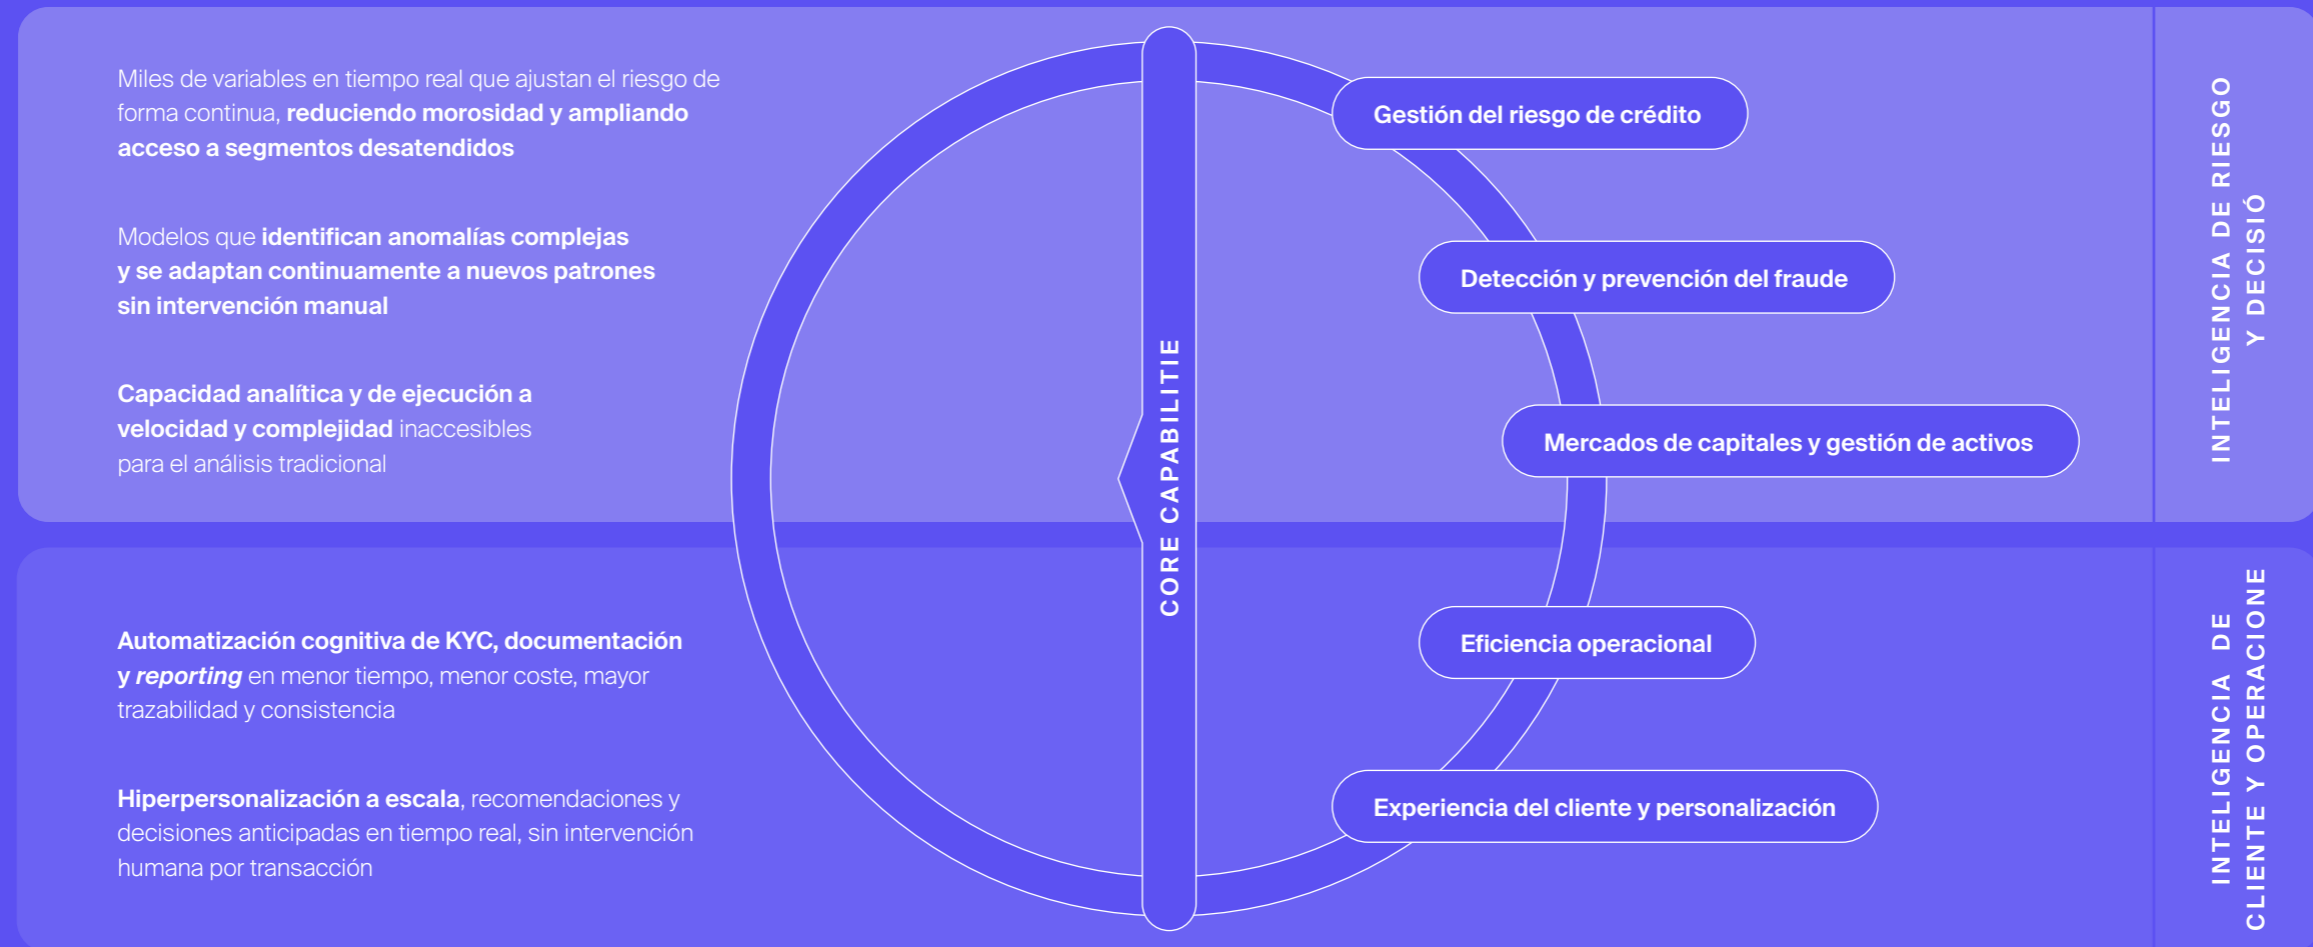 Miles de variables en tiempo real que ajustan el riesgo de
forma continua, reduciendo morosidad y ampliando
acceso a segmentos desatendidos
Modelos que identifican anomalías complejas
y se adaptan continuamente a nuevos patrones
sin intervención manual
Capacidad analítica y de ejecución a
velocidad y complejidad inaccesibles
para el análisis tradicional
Automatización cognitiva de KYC, documentación
y reporting en menor tiempo, menor coste, mayor
trazabilidad y consistencia
Hiperpersonalización a escala, recomendaciones y
decisiones anticipadas en tiempo real, sin intervención
humana por transacción
CORE CAPABILITIE
Gestión del riesgo de crédito
Detección y prevención del fraude
Mercados de capitales y gestión de activos
Eficiencia operacional
Experiencia del cliente y personalización
INTELIGENCIA DE RIESGO
Y DECISIÓ
INTELIGENCIA DE
CLIENTE Y OPERACIONE